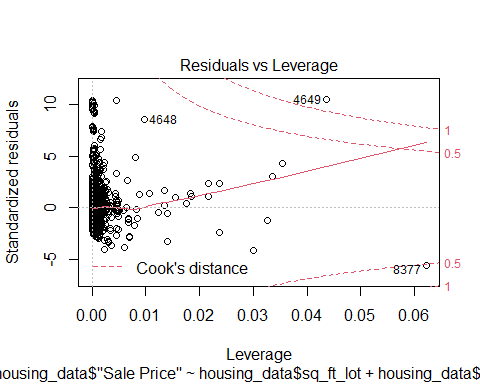 Residuals vs Leverage
Standardized residuals
10
5
0
-5
4649
4648
8377
1
0.5
0.5
1
Cook's distance
0.00 0.01 0.02 0.03 0.04 0.05 0.06
Leverage
housing_data$"Sale Price" ~ housing_data$sq_ft_lot + housing_data$